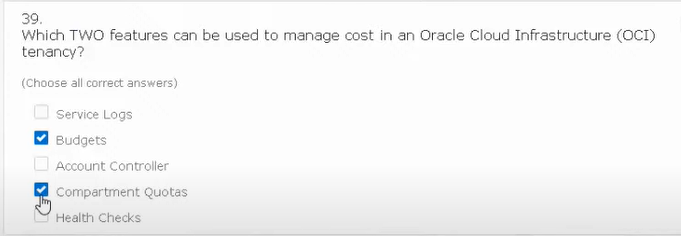 39.
Which TWO features can be used to manage cost in an Oracle Cloud Infrastructure (OCI)
tenancy?
(Choose all correct answers)
Service Logs
Budgets
Account Controller
Compartment Quotas
Health Checks